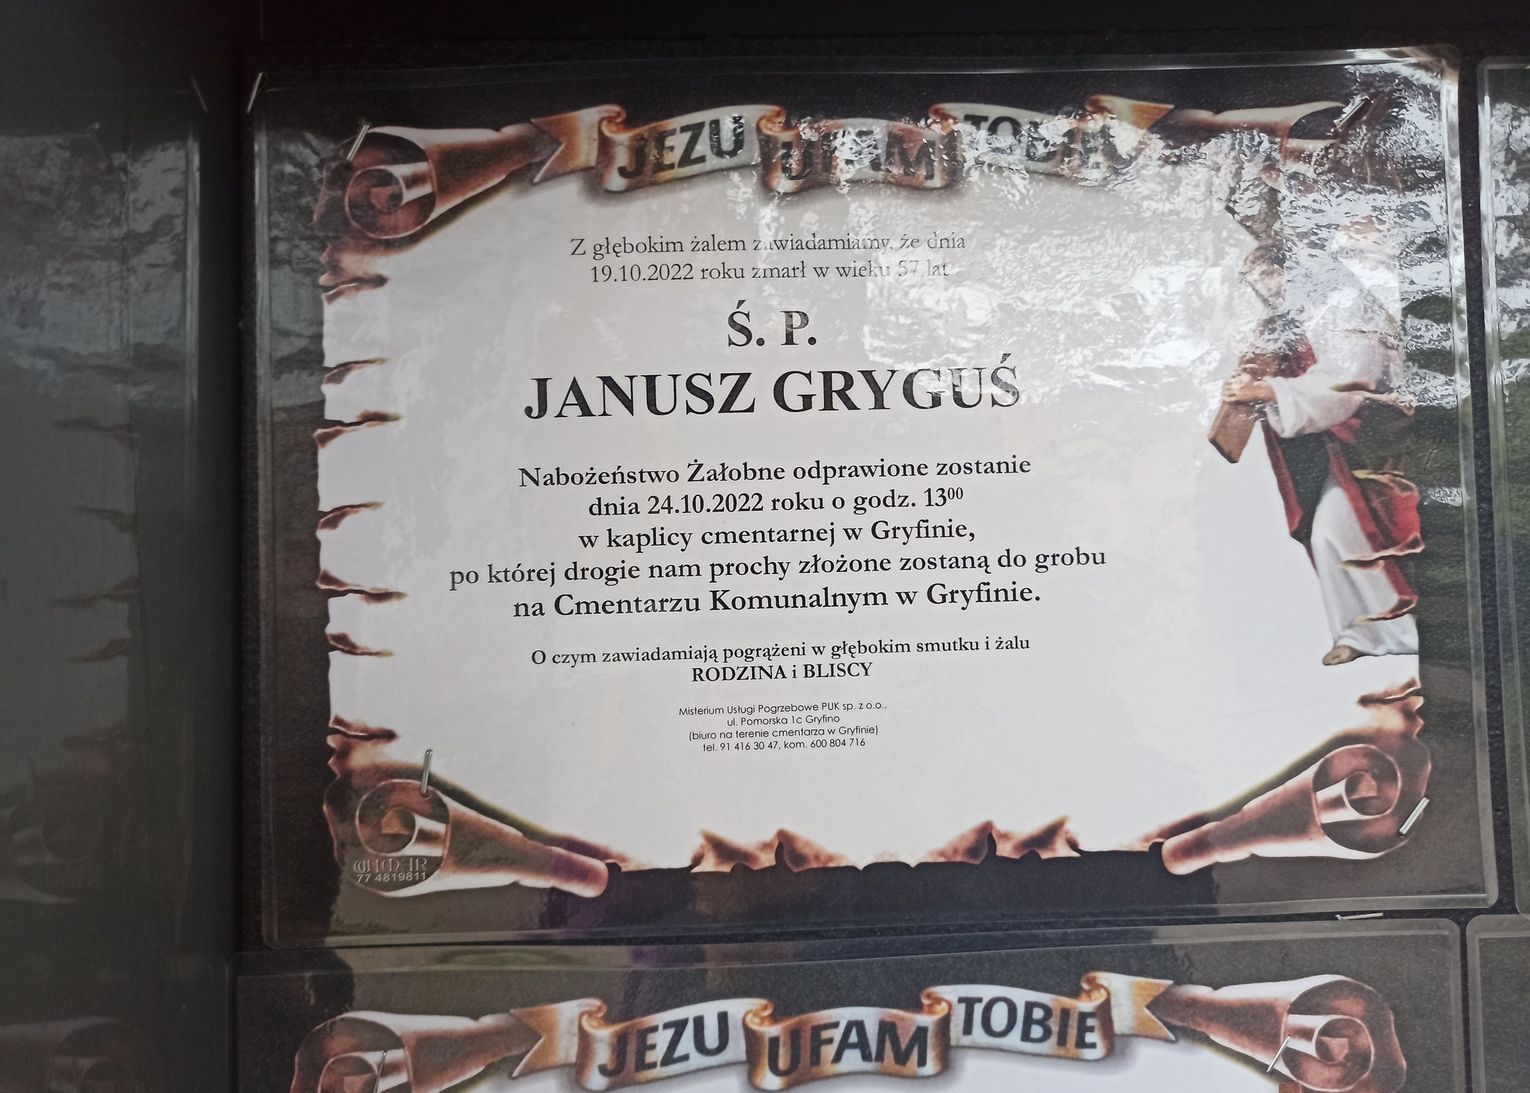 JEZU UFAM TOBIE
Z głębokim żalem zawiadamiamy, że dnia
19.10.2022 roku zmarł w wieku 57 lat
Ś. P.
JANUSZ GRYGUŚ
Nabożeństwo Żałobne odprawione zostanie
dnia 24.10.2022 roku o godz. 13⁰⁰
w kaplicy cmentarnej w Gryfinie,
po której drogie nam prochy złożone zostaną do grobu
na Cmentarzu Komunalnym w Gryfinie.
O czym zawiadamiają pogrążeni w głębokim smutku i żalu
RODZINA i BLISCY
Misterium Usługi Pogrzebowe PUK sp. z o.o.,
ul. Pomorska 1c Gryfino
(biuro na terenie cmentarza w Gryfinie)
tel. 91 416 30 47, kom. 600 804 716
77 4819811
JEZU UFAM TOBIE